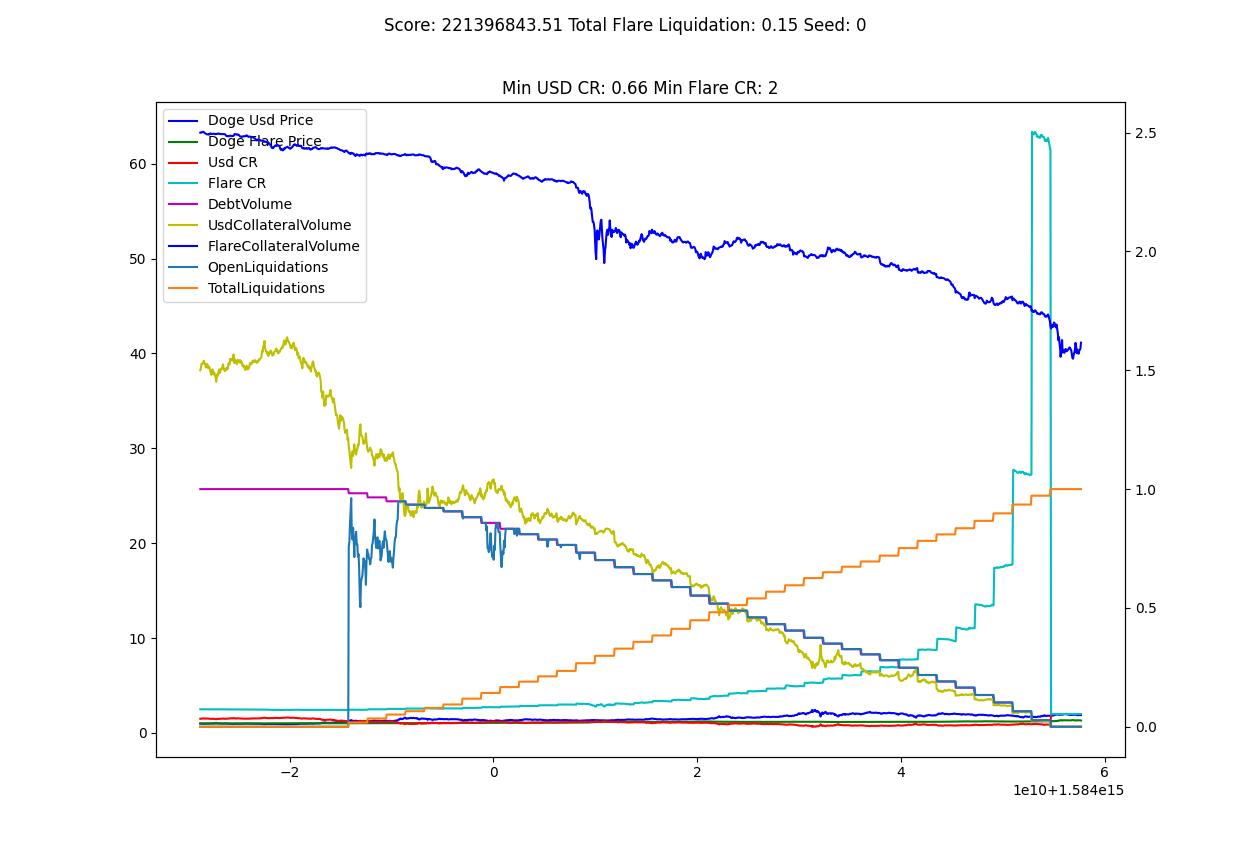 Score: 221396843.51 Total Flare Liquidation: 0.15 Seed: 0
Min USD CR: 0.66 Min Flare CR: 2
Doge Usd Price
Doge Flare Price
Usd CR
Flare CR
DebtVolume
UsdCollateralVolume
FlareCollateralVolume
OpenLiquidations
TotalLiquidations
60
50
40
30
20
10
0
2.5
2.0
1.5
1.0
0.5
0.0
−2
0
2
4
6
1e10+1.584e15